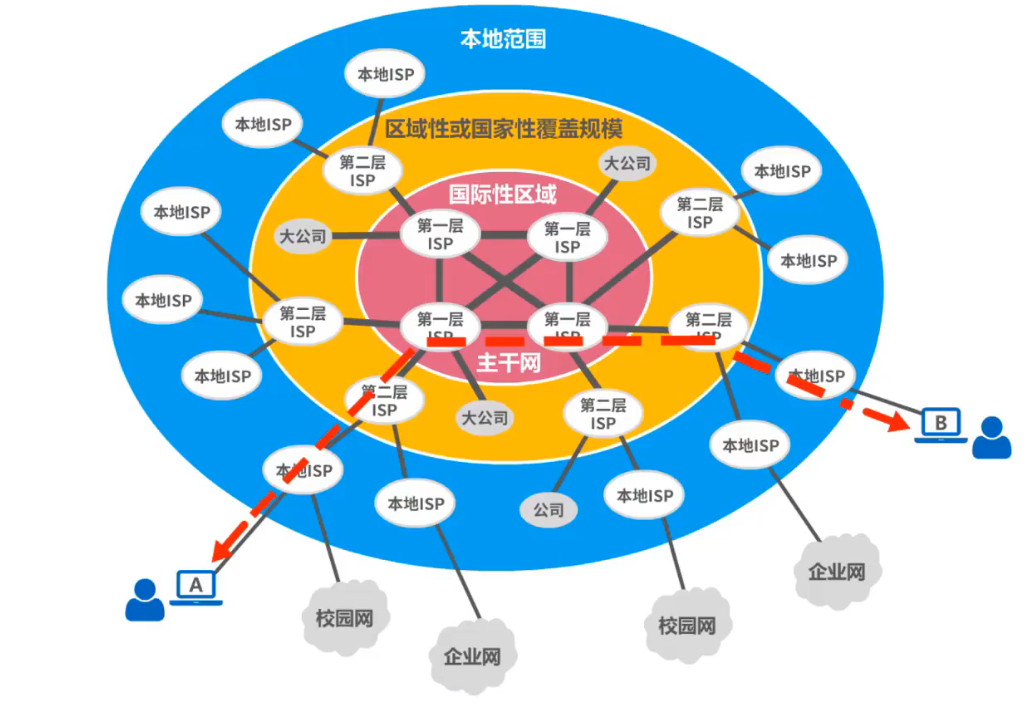 本地范围
本地ISP
本地ISP
区域性或国家性覆盖规模
第二层
ISP
大公司
本地ISP
国际性区域
本地ISP
第二层
ISP
大公司
第一层
ISP
第一层
ISP
本地ISP
本地ISP
第二层
ISP
第一层
ISP
第一层
ISP
第二层
ISP
主干网
本地ISP
本地ISP
第二层
ISP
大公司
第二层
ISP
B
本地ISP
本地ISP
本地ISP
本地ISP
公司
A
企业网
校园网
校园网
企业网